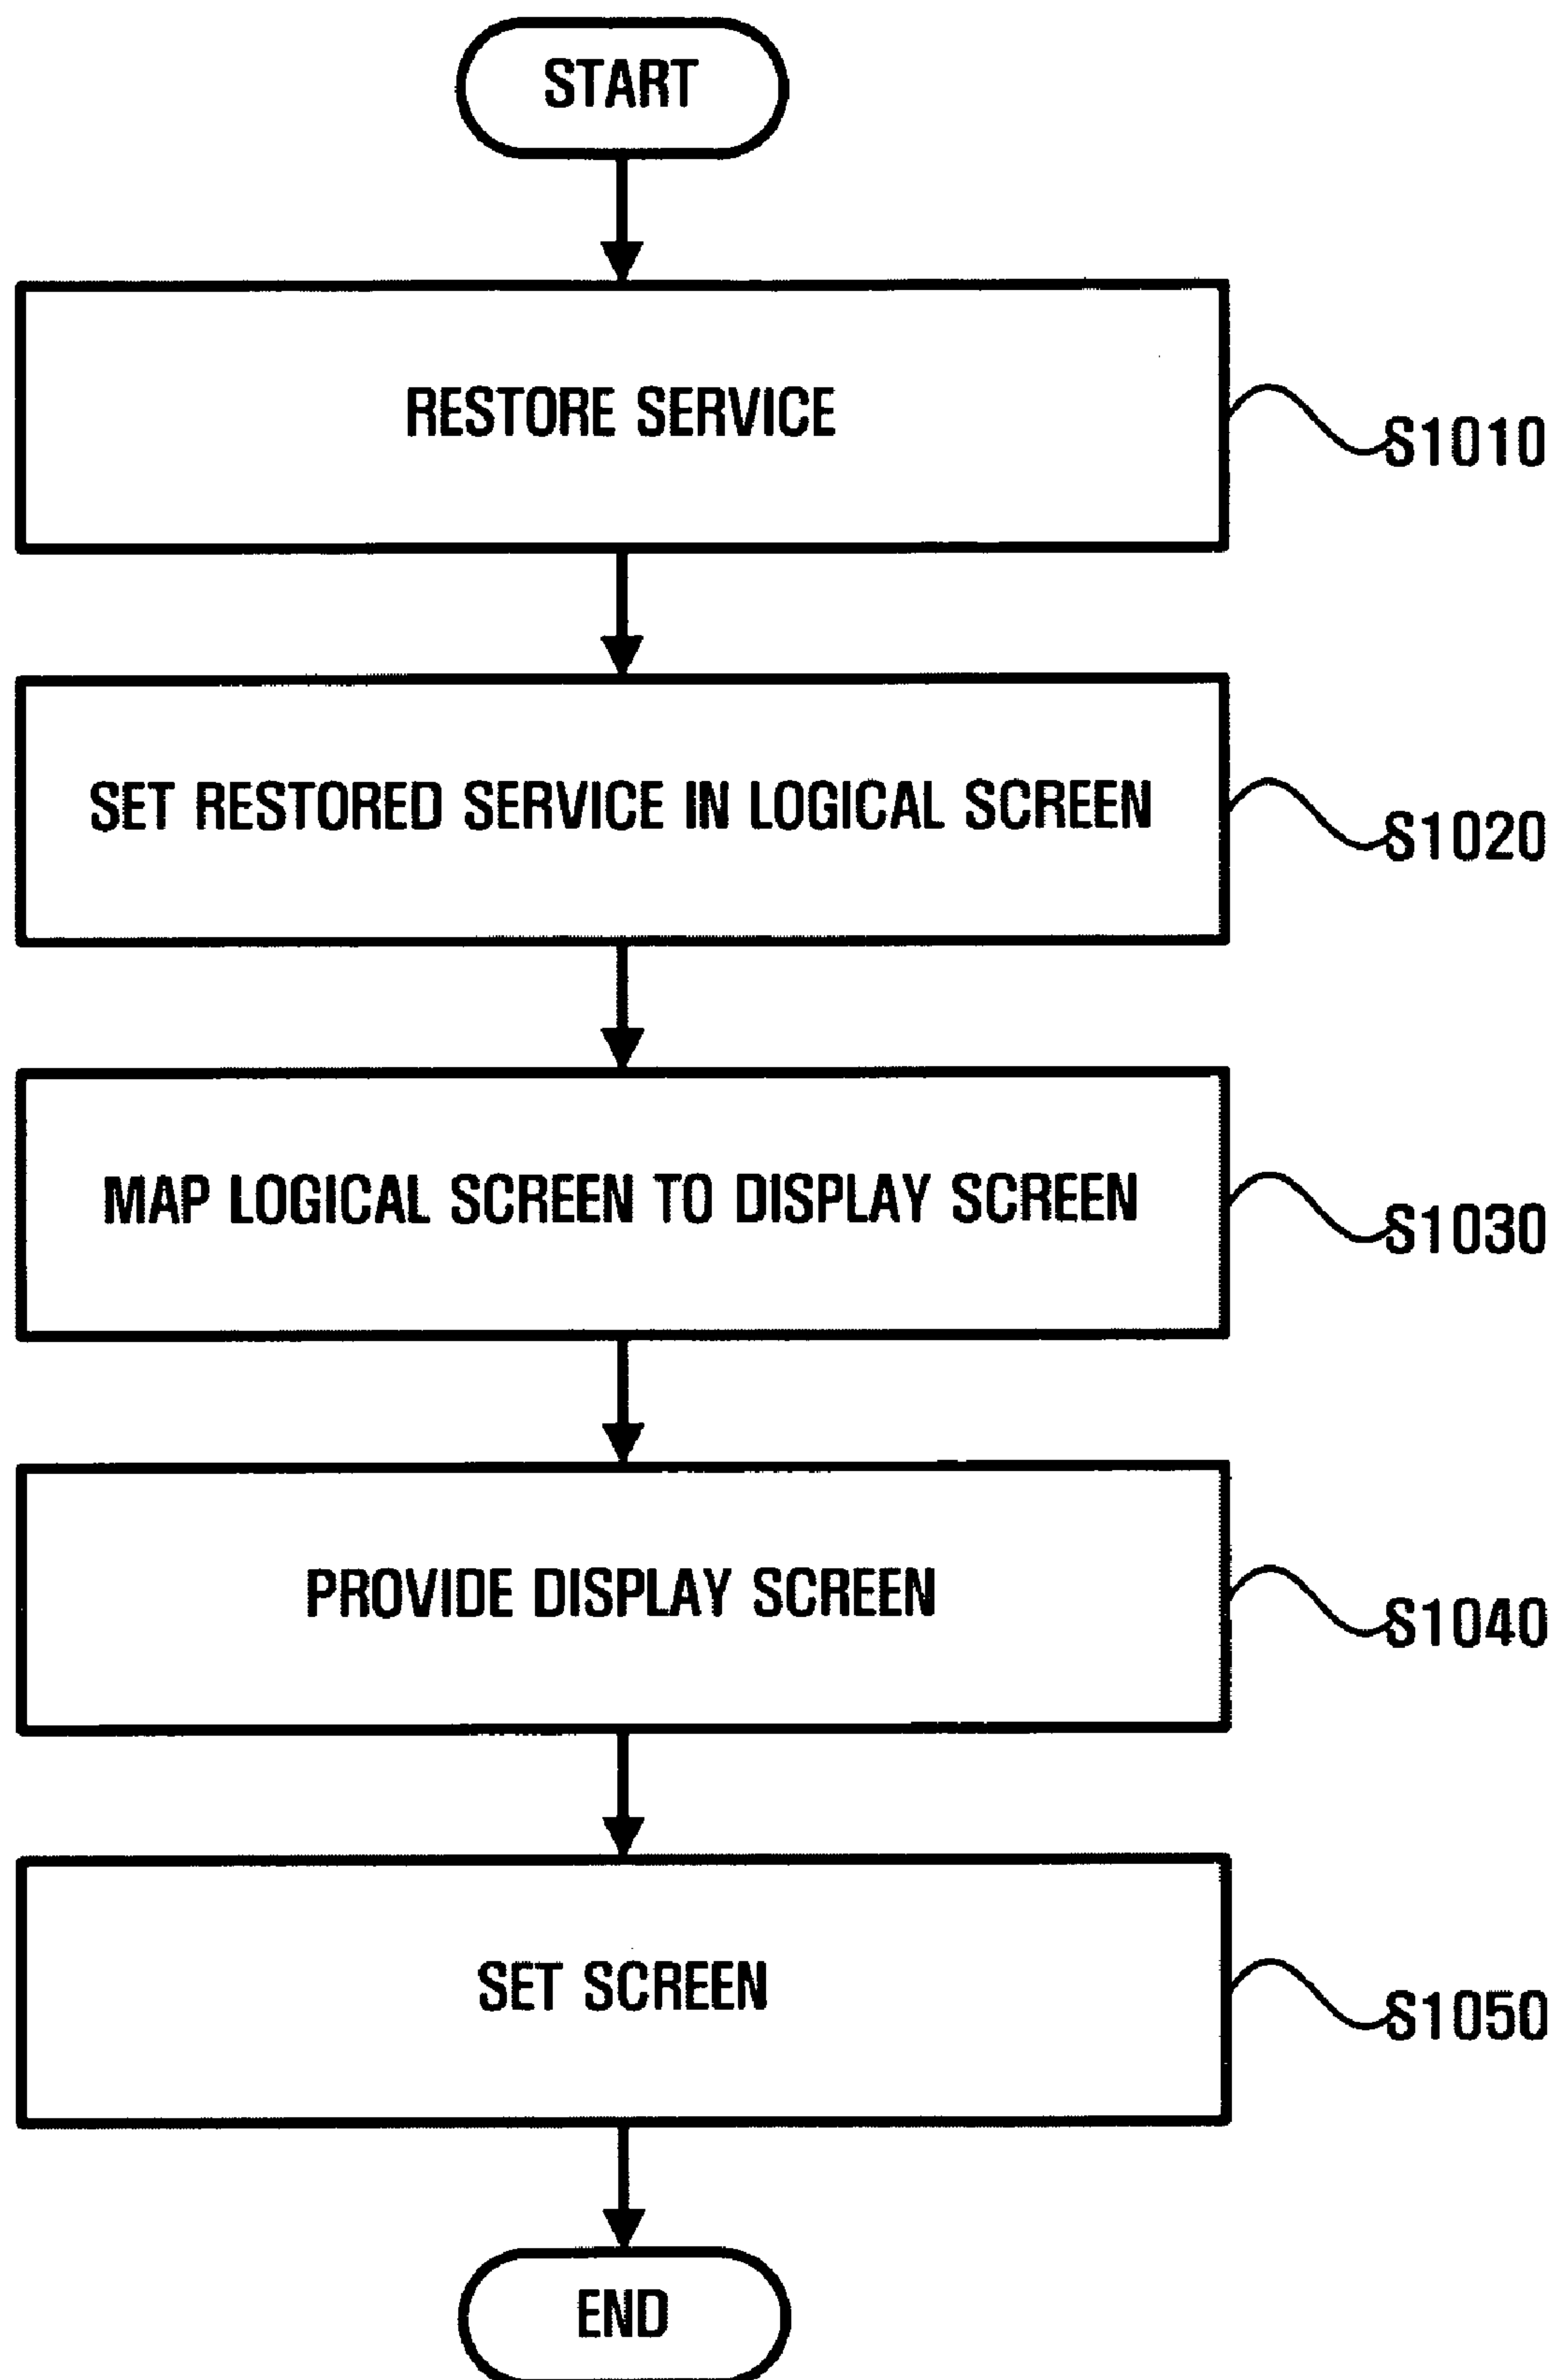 START
RESTORE SERVICE
S1010
SET RESTORED SERVICE IN LOGICAL SCREEN
S1020
MAP LOGICAL SCREEN TO DISPLAY SCREEN
S1030
PROVIDE DISPLAY SCREEN
S1040
SET SCREEN
S1050
END